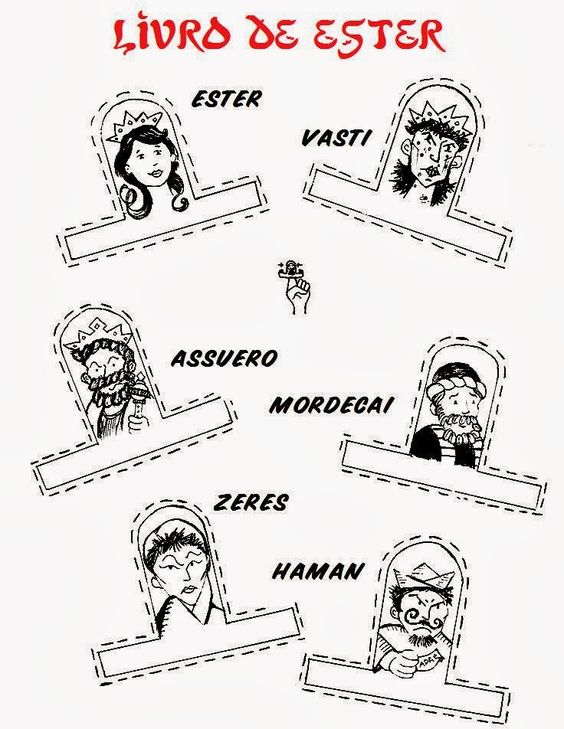 LIVRO DE ESTER
ESTER
VASTI
ASSUERO
MORDECAI
ZERES
HAMAN